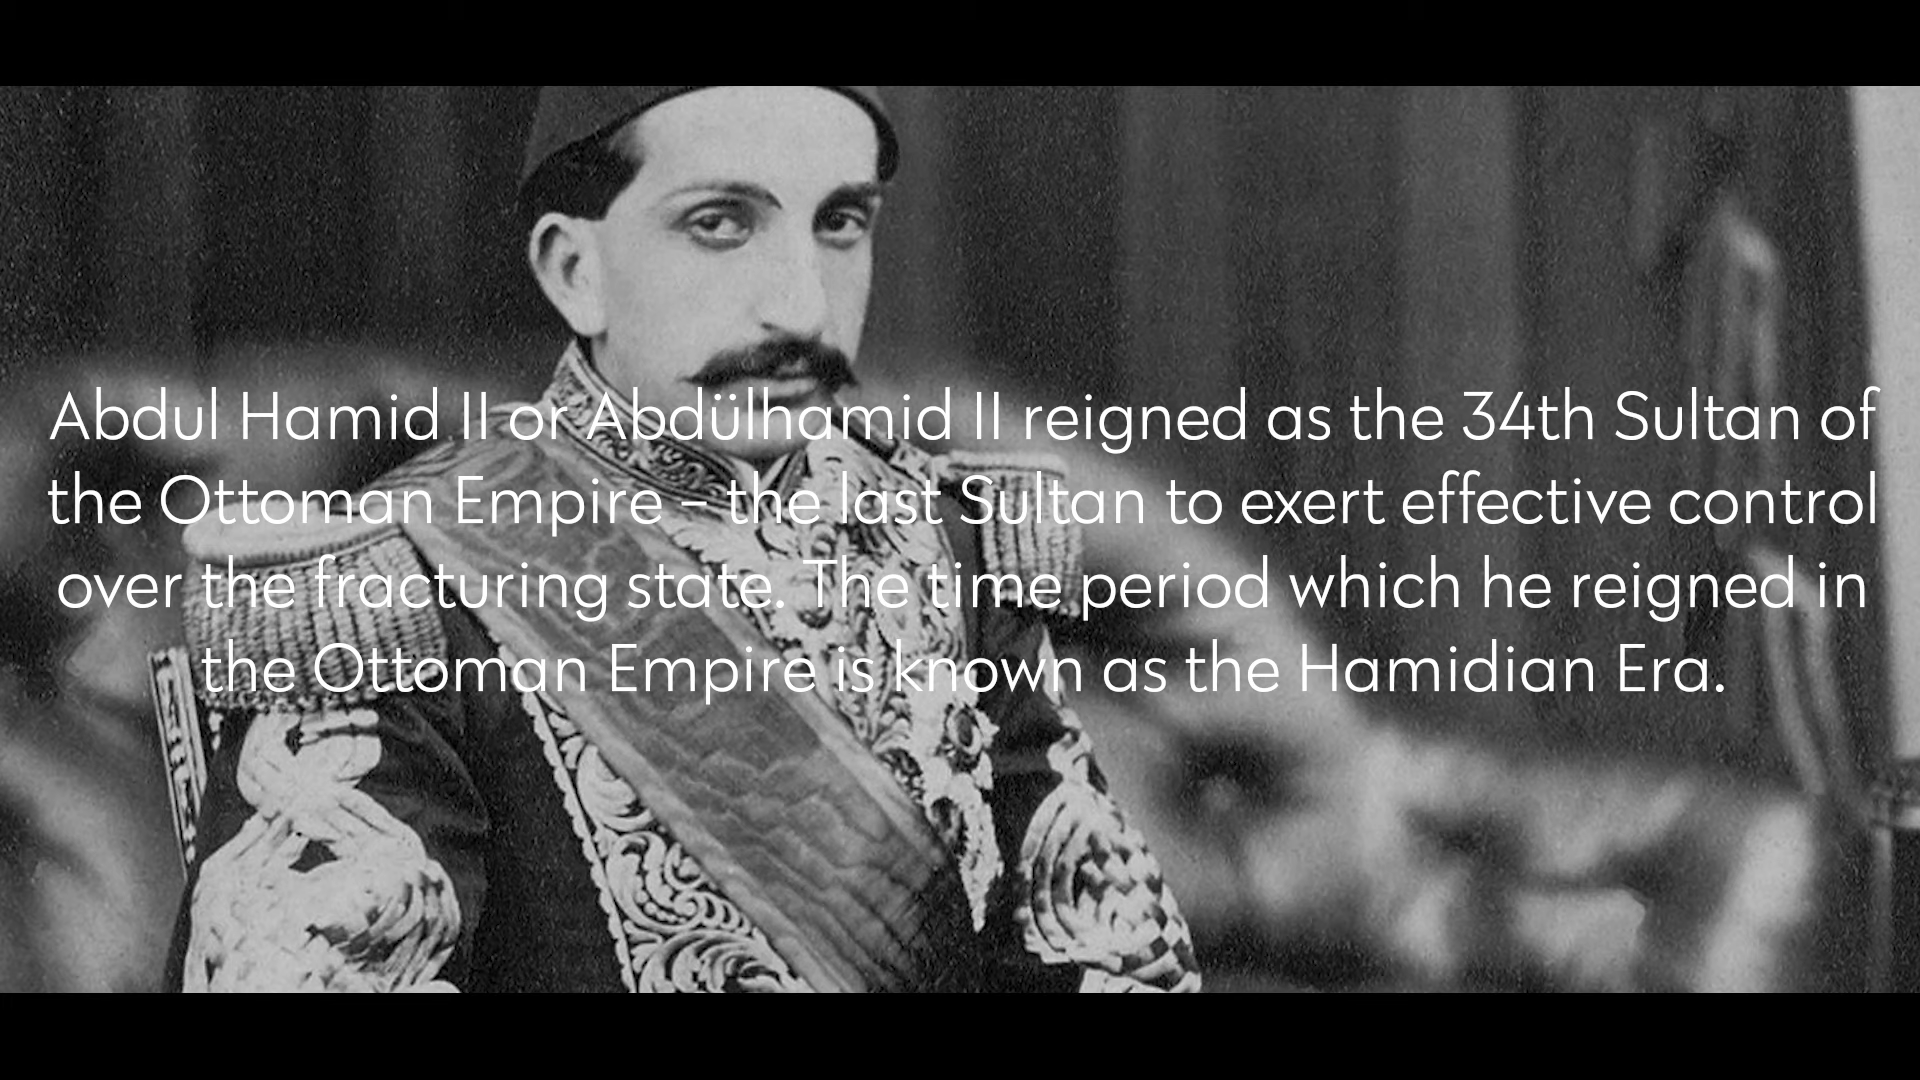 Abdul Hamid II or Abdülhamid II reigned as the 34th Sultan of
the Ottoman Empire – the last Sultan to exert effective control
over the fracturing state. The time period which he reigned in
the Ottoman Empire is known as the Hamidian Era.